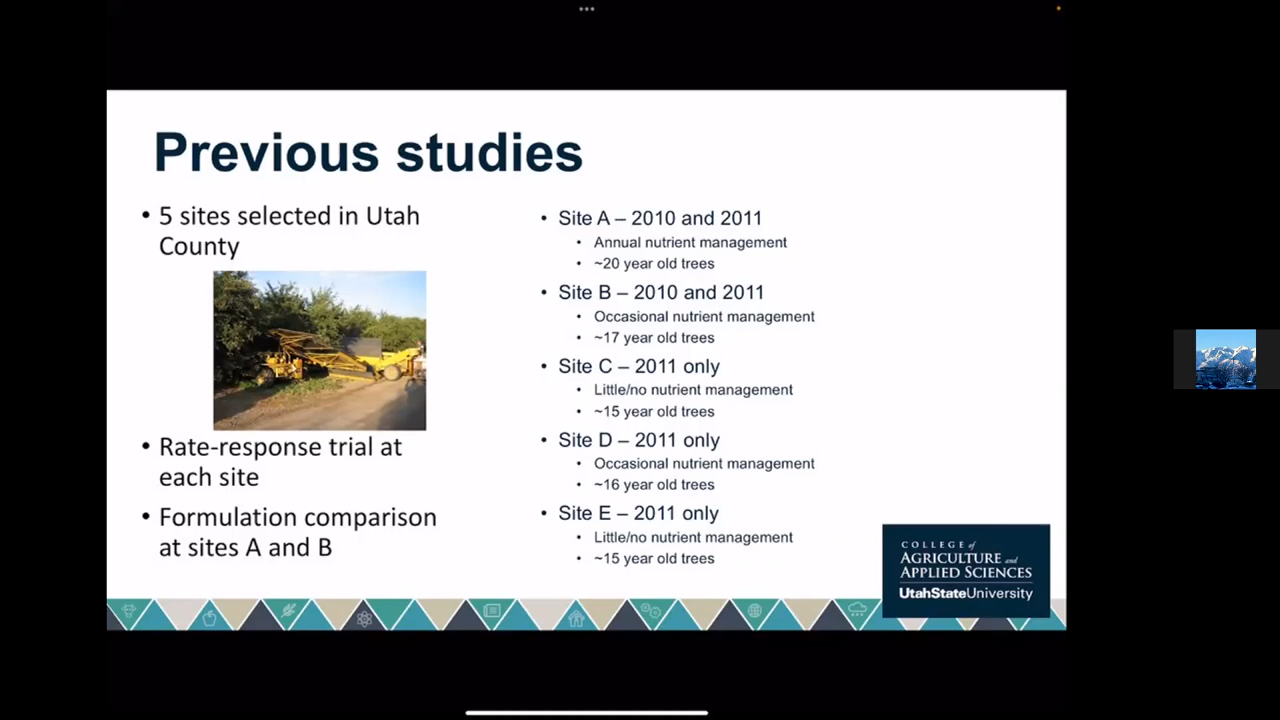 Previous studies
• 5 sites selected in Utah
County
• Rate-response trial at
each site
• Formulation comparison
at sites A and B
• Site A – 2010 and 2011
• Annual nutrient management
• ~20 year old trees
• Site B – 2010 and 2011
• Occasional nutrient management
• ~17 year old trees
• Site C – 2011 only
• Little/no nutrient management
• ~15 year old trees
• Site D – 2011 only
• Occasional nutrient management
• ~16 year old trees
• Site E – 2011 only
• Little/no nutrient management
• ~15 year old trees
COLLEGE of
AGRICULTURE and
APPLIED SCIENCES
UtahStateUniversity